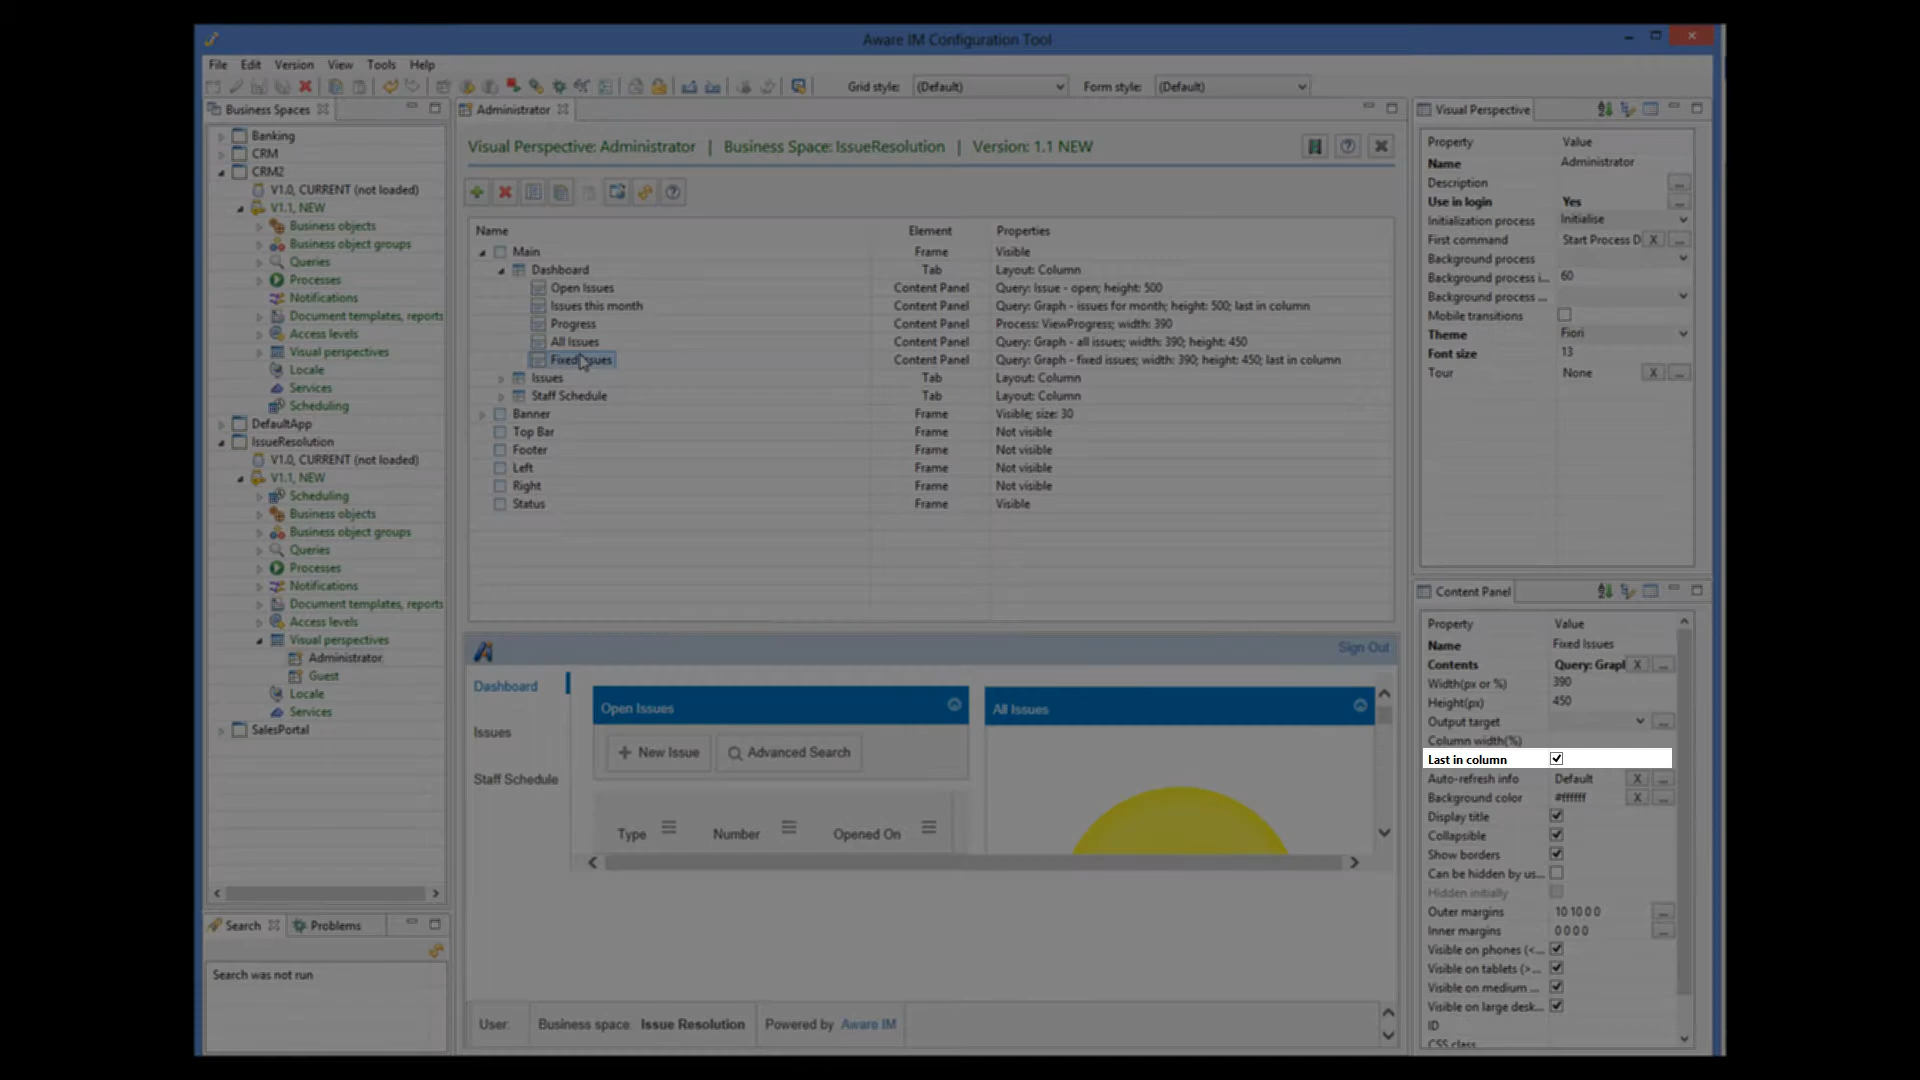 Aware IM Configuration Tool
File Edit Version View Tools Help
Grid style: (Default) Form style: (Default)
Business Spaces
Banking
CRM
CRM2
V1.0, CURRENT (not loaded)
V1.1, NEW
Business objects
Business object groups
Queries
Processes
Notifications
Document templates, reports
Access levels
Visual perspectives
Locale
Services
Scheduling
DefaultApp
IssueResolution
V1.0, CURRENT (not loaded)
V1.1, NEW
Scheduling
Business objects
Business object groups
Queries
Processes
Notifications
Document templates, reports
Access levels
Visual perspectives
Administrator
Guest
Locale
Services
SalesPortal
Search Problems
Search was not run
Administrator
Visual Perspective: Administrator | Business Space: IssueResolution | Version: 1.1 NEW
Name Element Properties
Main Frame Visible
Dashboard Tab Layout: Column
Open Issues Content Panel Query: Issue - open; height: 500
Issues this month Content Panel Query: Graph - issues for month; height: 500; last in column
Progress Content Panel Process: ViewProgress; width: 390
All Issues Content Panel Query: Graph - all issues; width: 390; height: 450
Fixed Issues Content Panel Query: Graph - fixed issues; width: 390; height: 450; last in column
Issues Tab Layout: Column
Staff Schedule Tab Layout: Column
Banner Frame Visible; size: 30
Top Bar Frame Not visible
Footer Frame Not visible
Left Frame Not visible
Right Frame Not visible
Status Frame Visible
Sign Out
Dashboard
Issues
Staff Schedule
Open Issues
New Issue Advanced Search
Type Number Opened On
All Issues
User: Business space Issue Resolution Powered by Aware IM
Visual Perspective
Property Value
Name Administrator
Description ...
Use in login Yes ...
Initialization process Initialise
First command Start Process D X ...
Background process
Background process i... 60
Background process ...
Mobile transitions
Theme Fiori
Font size 13
Tour None X ...
Content Panel
Property Value
Name Fixed Issues
Contents Query: Grapl X ...
Width(px or %) 390
Height(px) 450
Output target ...
Column width(%)
Last in column
Auto-refresh info Default X ...
Background color #ffffff X ...
Display title
Collapsible
Show borders
Can be hidden by us...
Hidden initially
Outer margins 10 10 0 0 ...
Inner margins 0 0 0 0 ...
Visible on phones (<...
Visible on tablets (>...
Visible on medium ...
Visible on large desk...
ID
CSS class